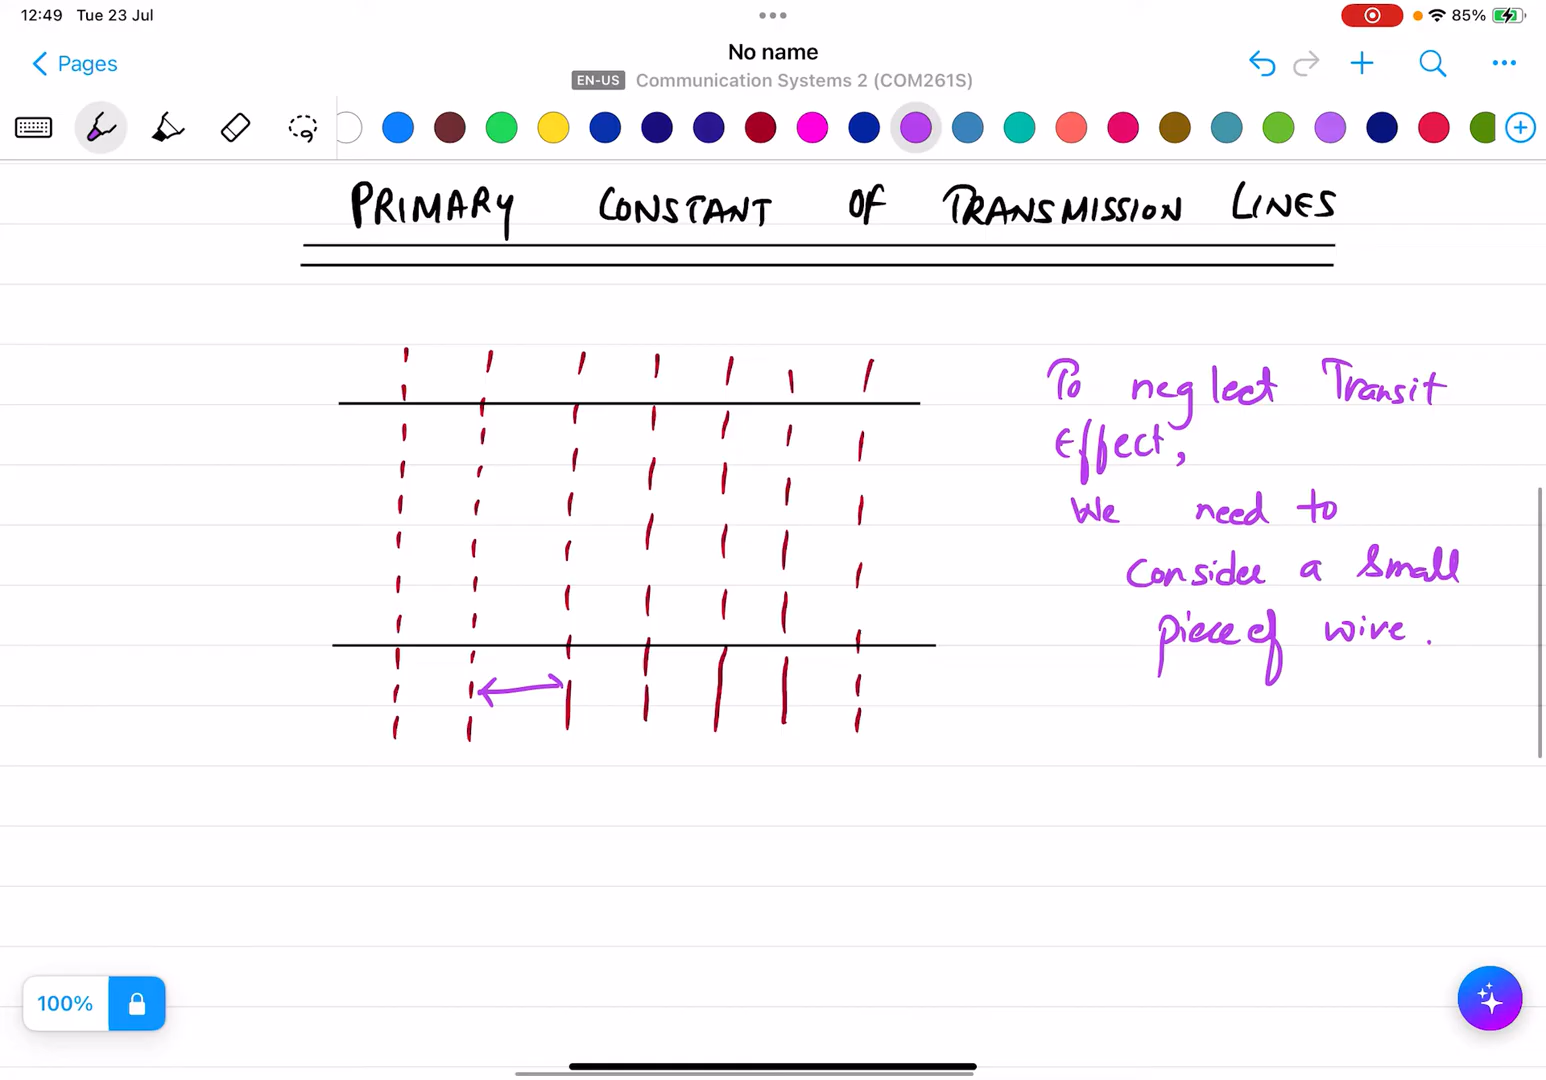 12:49 Tue 23 Jul
85%
Pages
No name
EN-US Communication Systems 2 (COM261S)
PRIMARY CONSTANT OF TRANSMISSION LINES
To neglect Transit
Effect,
We need to
Consider a small
piece of wire.
100%